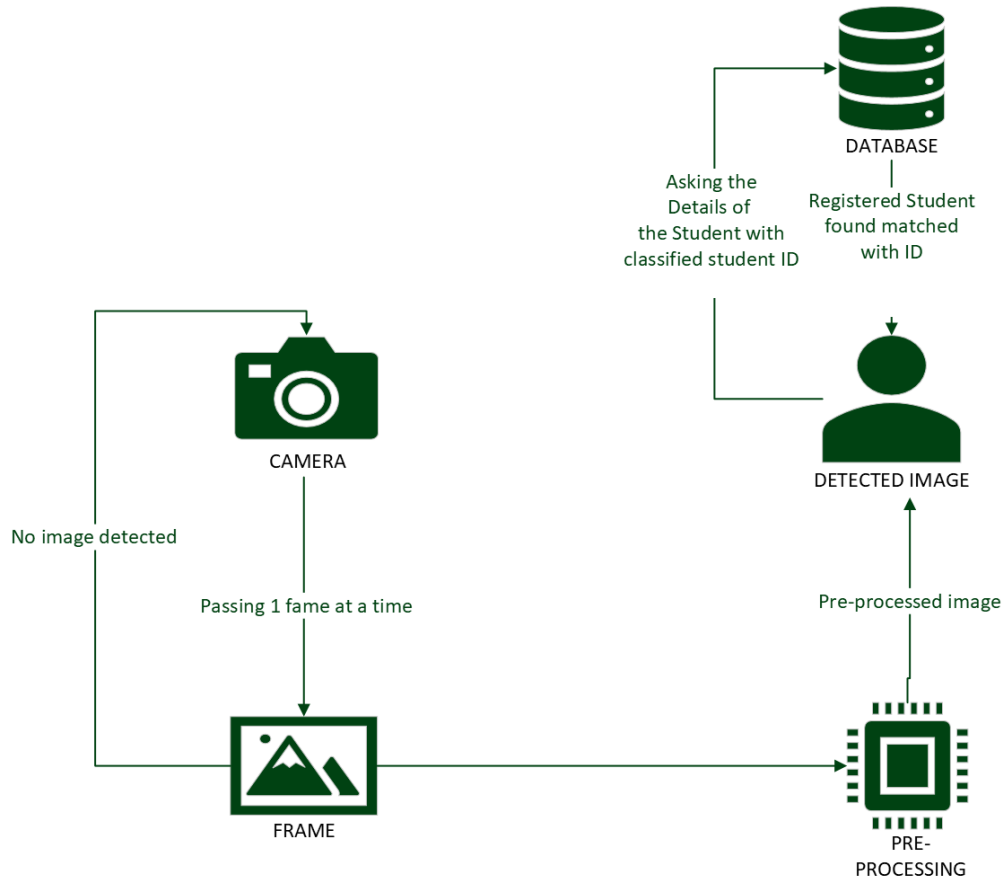 DATABASE
Asking the
Details of
the Student with
classified student ID
Registered Student
found matched
with ID
CAMERA
DETECTED IMAGE
No image detected
Passing 1 fame at a time
Pre-processed image
FRAME
PRE-
PROCESSING